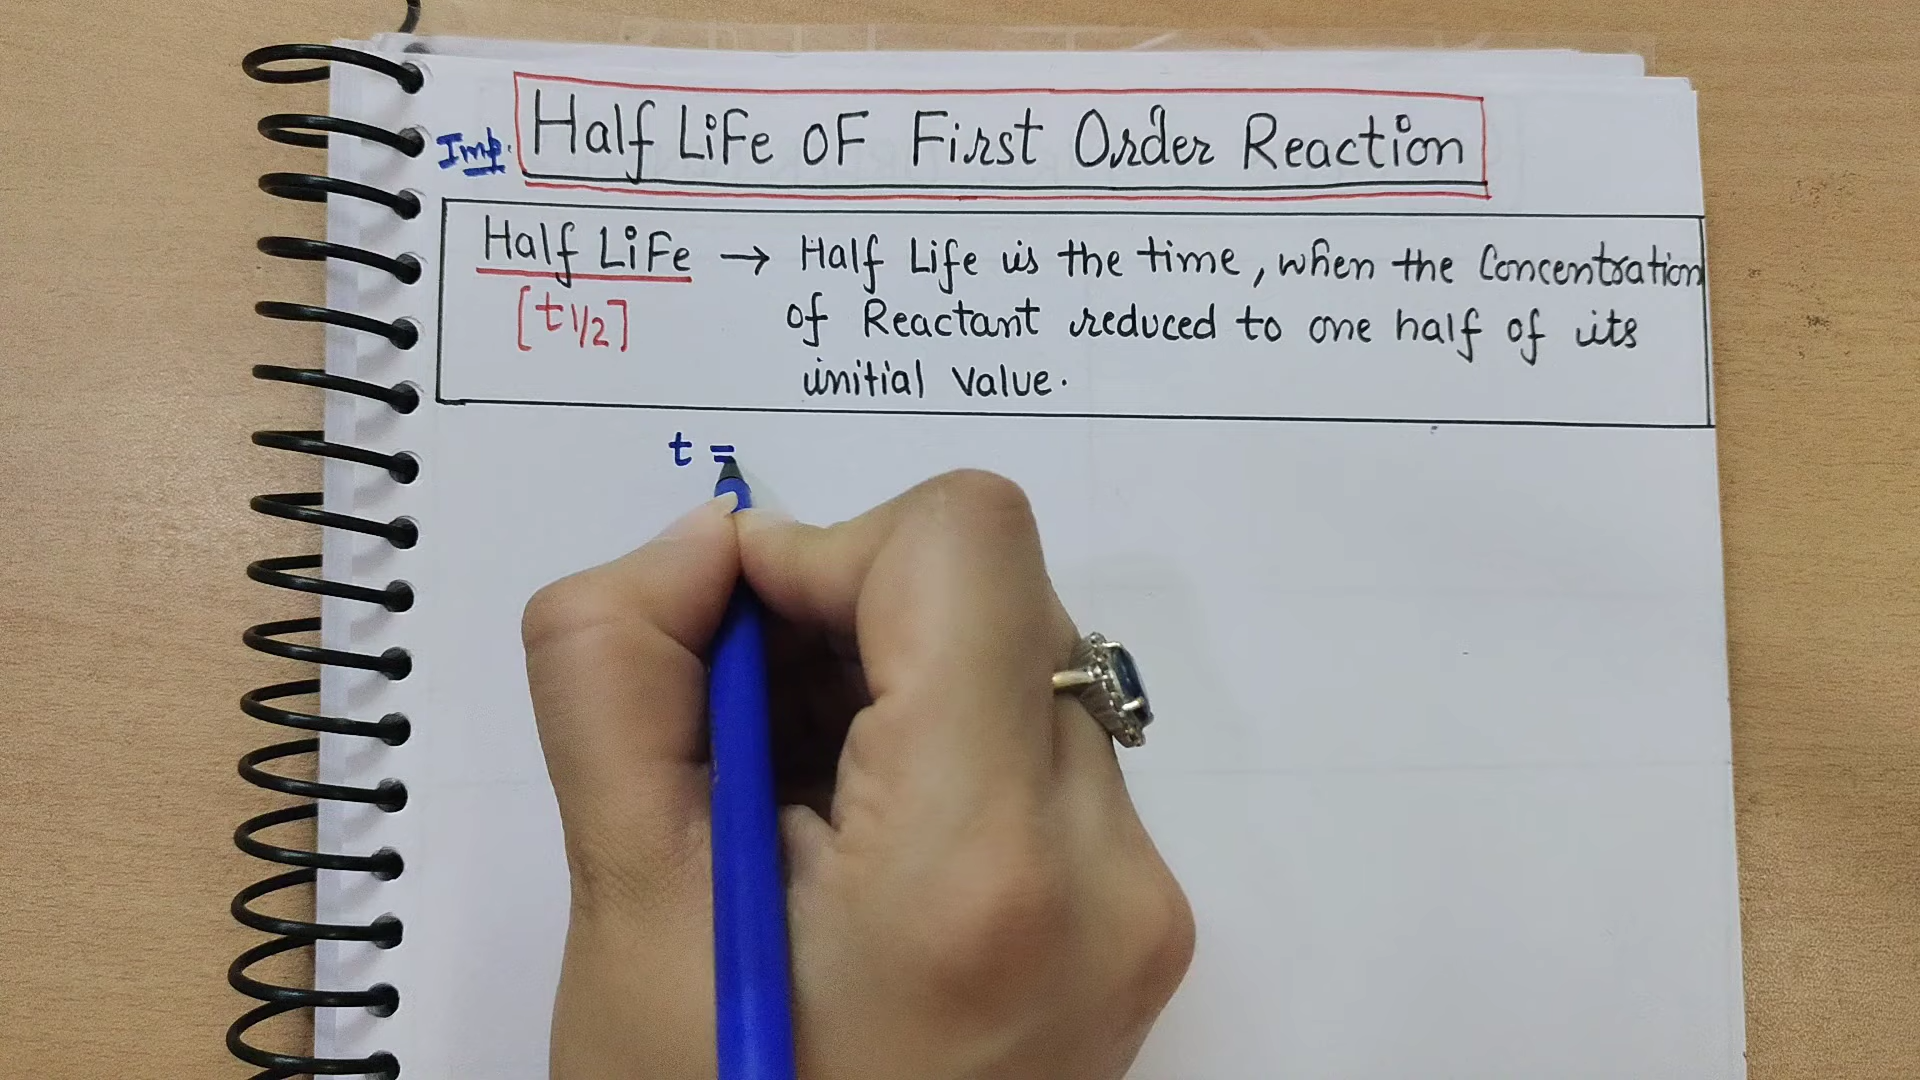 Imp. Half Life OF First Order Reaction
Half Life → Half Life is the time, when the Concentration
[t1/2] of Reactant reduced to one half of its
initial value.
t =